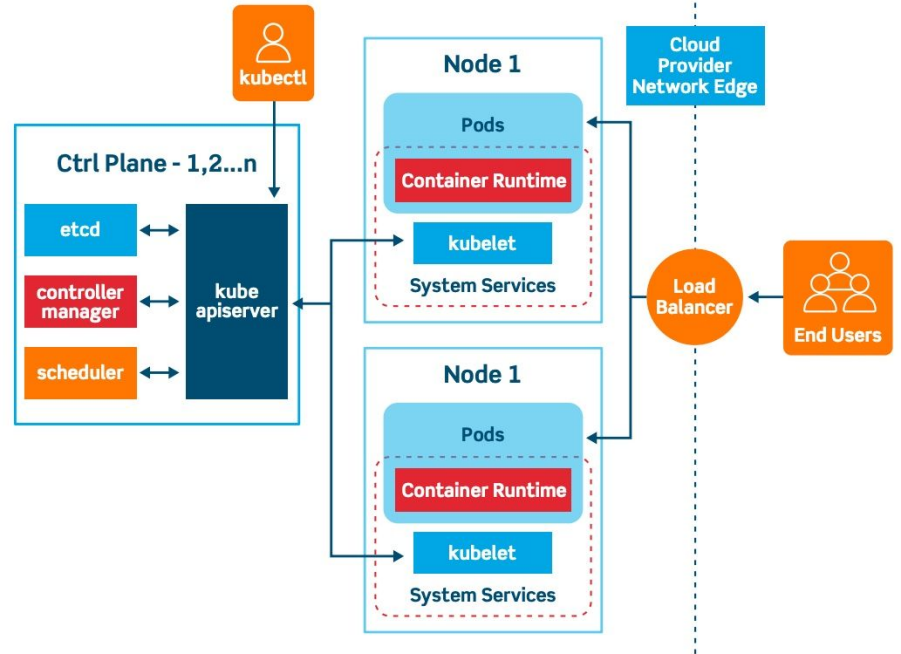 kubectl
Ctrl Plane - 1,2...n
etcd
controller
manager
scheduler
kube
apiserver
Node 1
Pods
Container Runtime
kubelet
System Services
Node 1
Pods
Container Runtime
kubelet
System Services
Cloud
Provider
Network Edge
Load
Balancer
End Users